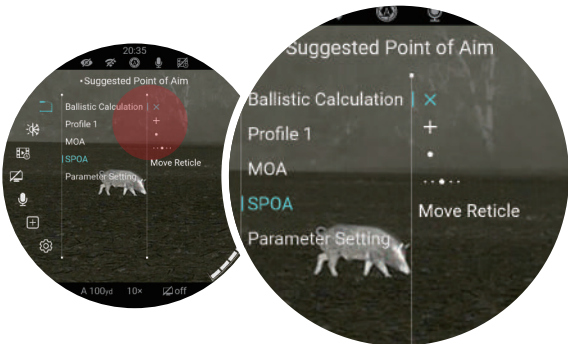 20:35
•Suggested Point of Aim
Ballistic Calculation
Profile 1
MOA
SPOA
Parameter Setting
Move Reticle
A 100yd 10× off
Suggested Point of Aim
Ballistic Calculation
Profile 1
MOA
SPOA
Parameter Setting
Move Reticle